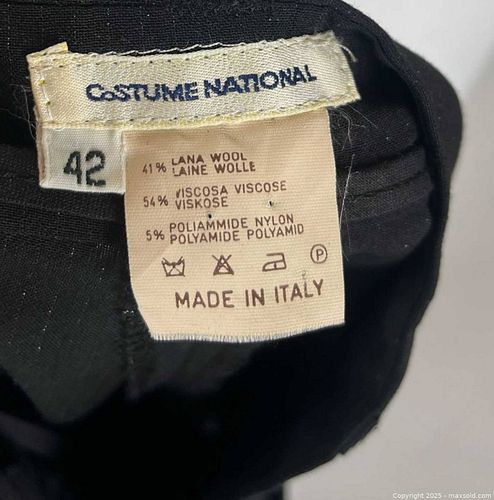 CoSTUME NATIONAL
42
41% LANA WOOL
LAINE WOLLE
54% VISCOSA VISCOSE
VISKOSE
5% POLIAMMIDE NYLON
POLYAMIDE POLYAMID
P
MADE IN ITALY
Copyright 2025 - maxsold.com